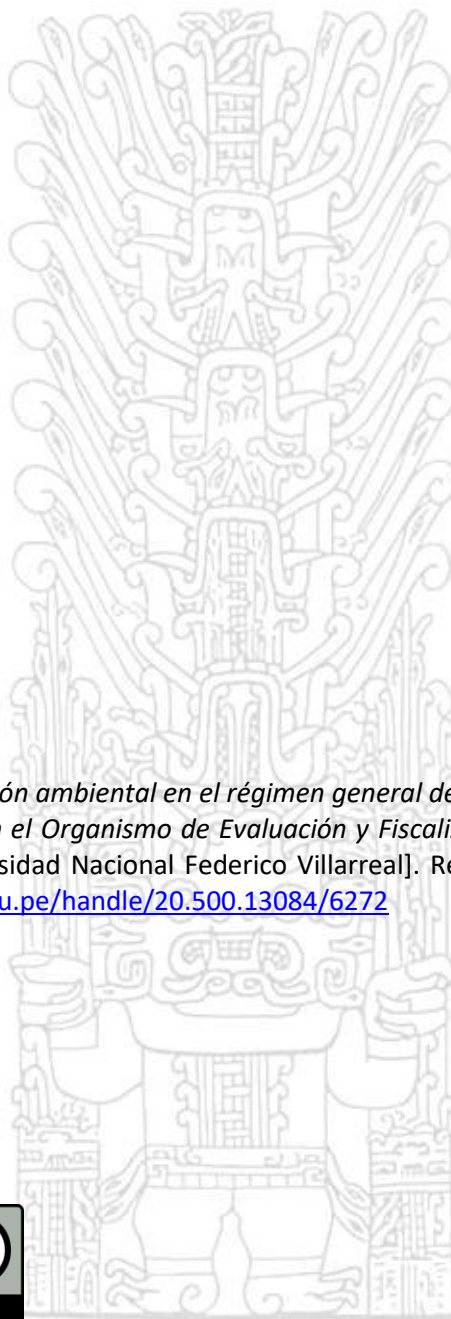 ón ambiental en el régimen general de
n el Organismo de Evaluación y Fiscaliz
sidad Nacional Federico Villarreal]. Re
u.pe/handle/20.500.13084/6272